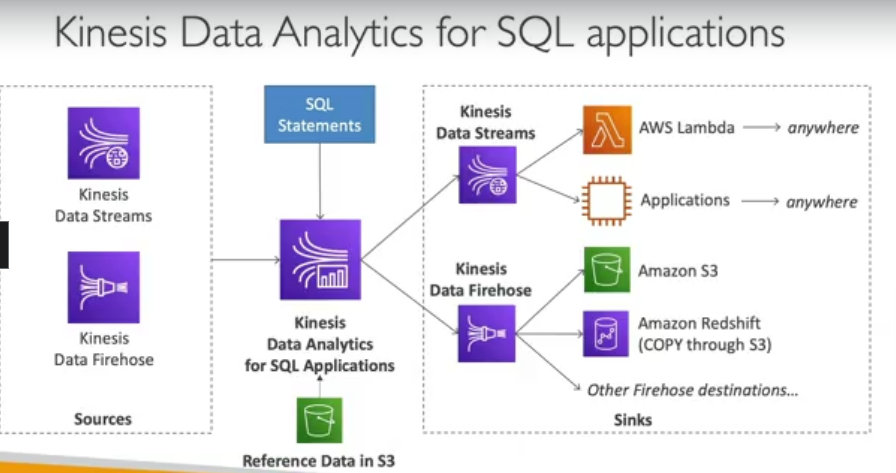 Kinesis Data Analytics for SQL applications
Kinesis
Data Streams
Kinesis
Data Firehose
Sources
SQL
Statements
Kinesis
Data Analytics
for SQL Applications
Reference Data in S3
Kinesis
Data Streams
AWS Lambda
anywhere
Applications
anywhere
Kinesis
Data Firehose
Amazon S3
Amazon Redshift
(COPY through S3)
Other Firehose destinations...
Sinks